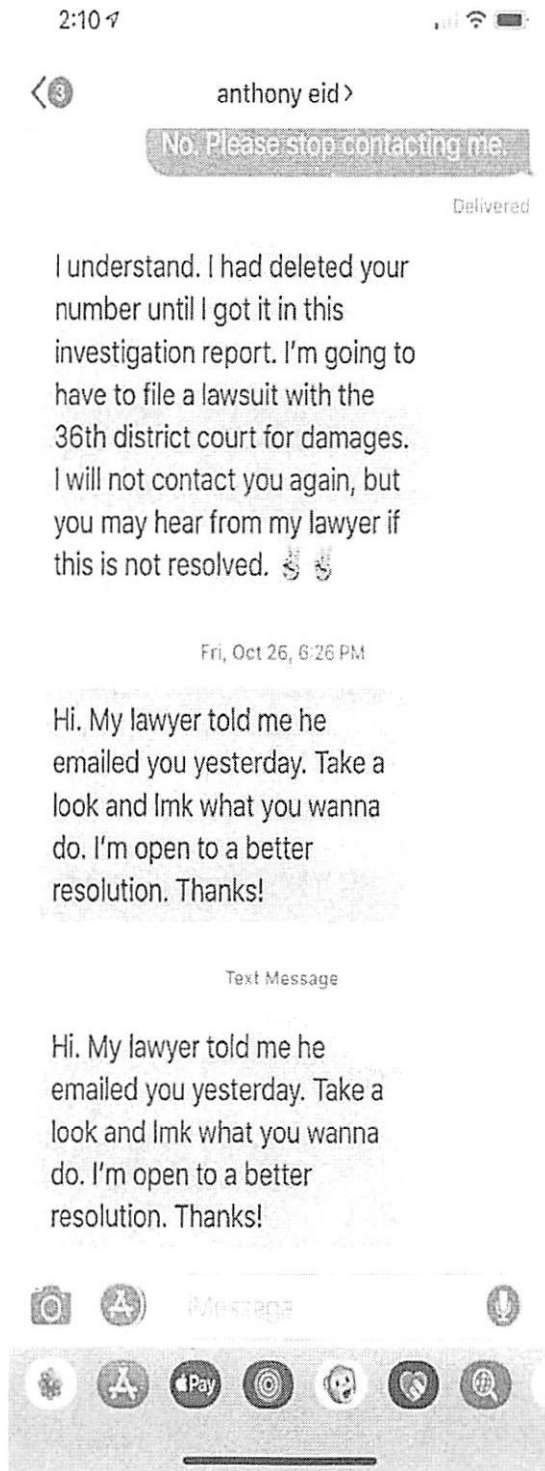 2:10
3
anthony eid >
No. Please stop contacting me.
Delivered
I understand. I had deleted your
number until I got it in this
investigation report. I'm going to
have to file a lawsuit with the
36th district court for damages.
I will not contact you again, but
you may hear from my lawyer if
this is not resolved.
Fri, Oct 26, 6:26 PM
Hi. My lawyer told me he
emailed you yesterday. Take a
look and lmk what you wanna
do. I'm open to a better
resolution. Thanks!
Text Message
Hi. My lawyer told me he
emailed you yesterday. Take a
look and lmk what you wanna
do. I'm open to a better
resolution. Thanks!
iMessage
Pay